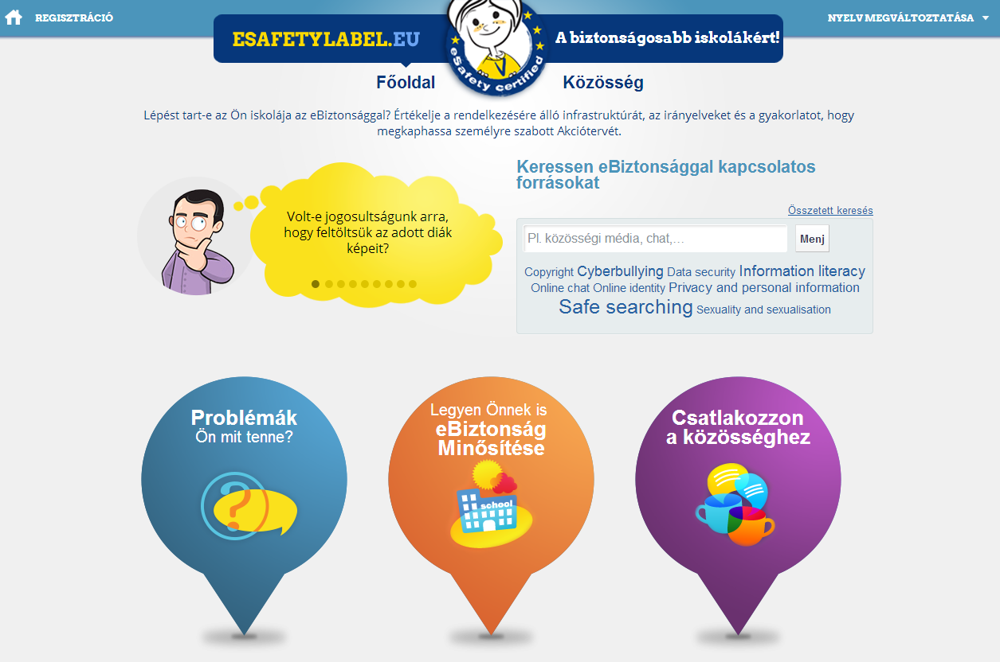 REGISZTRÁCIÓ
NYELV MEGVÁLTOZTATÁSA
ESAFETYLABEL.EU
eSafety certified
A biztonságosabb iskolákért!
Főoldal
Közösség
Lépést tart-e az Ön iskolája az eBiztonsággal? Értékelje a rendelkezésére álló infrastruktúrát, az irányelveket és a gyakorlatot, hogy
megkaphassa személyre szabott Akciótervét.
Volt-e jogosultságunk arra,
hogy feltöltsük az adott diák
képeit?
Keressen eBiztonsággal kapcsolatos
forrásokat
Összetett keresés
Pl. közösségi média, chat,...
Menj
Copyright Cyberbullying Data security Information literacy
Online chat Online identity Privacy and personal information
Safe searching Sexuality and sexualisation
Problémák
Ön mit tenne?
?
Legyen Önnek is
eBiztonság
Minősítése
school
Csatlakozzon
a közösséghez